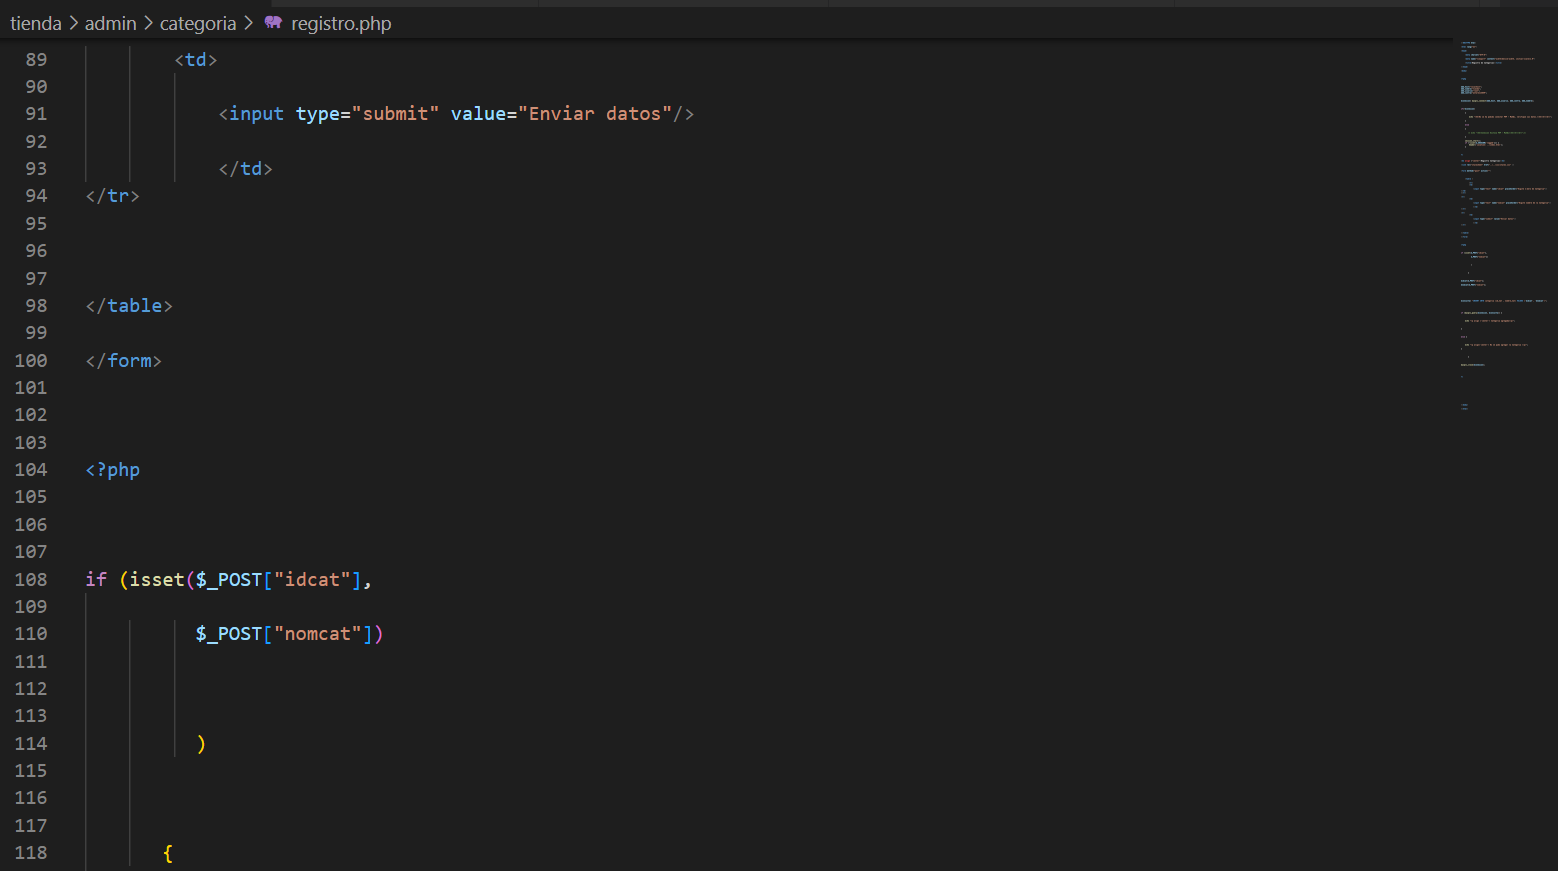 tienda > admin > categoria > registro.php
89 <td>
90
91 <input type="submit" value="Enviar datos"/>
92
93 </td>
94 </tr>
95
96
97
98 </table>
99
100 </form>
101
102
103
104 <?php
105
106
107
108 if (isset($_POST["idcat"],
109
110 $_POST["nomcat"])
111
112
113
114 )
115
116
117
118 {